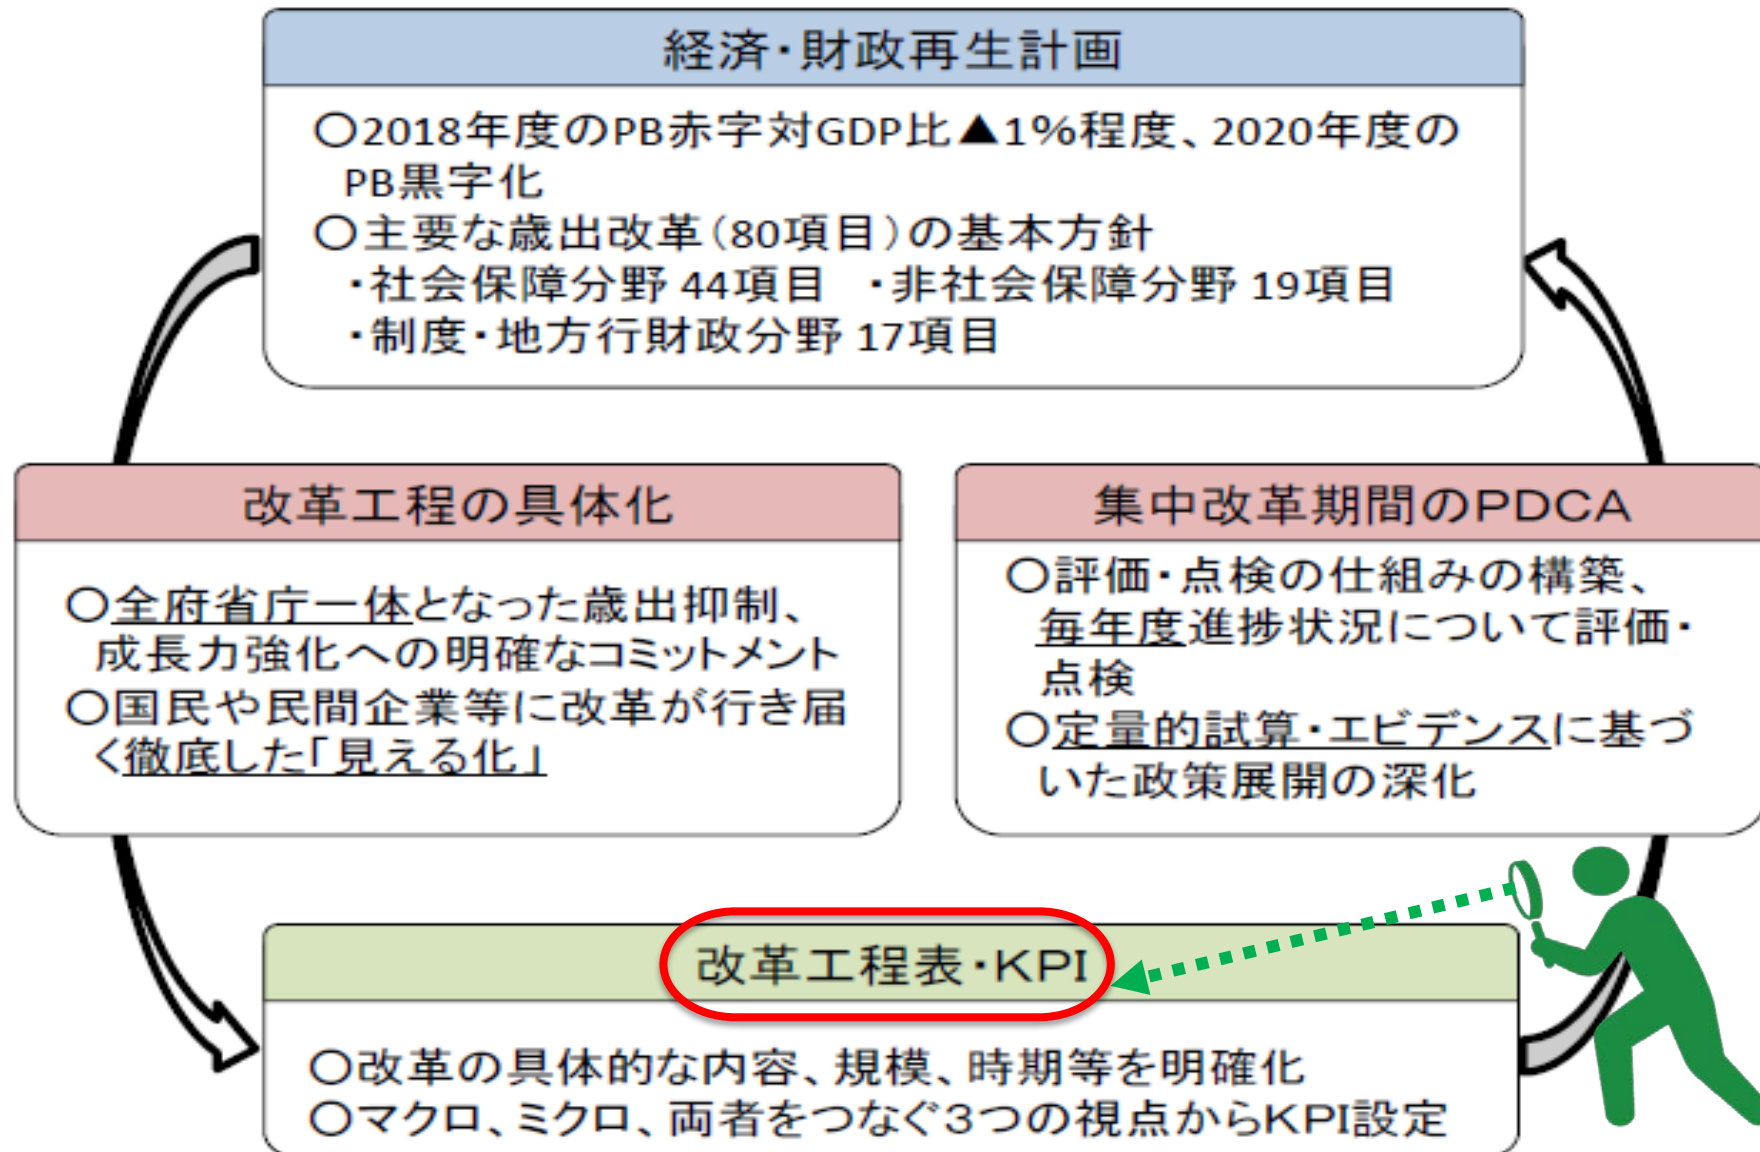 経済・財政再生計画
○2018年度のPB赤字対GDP比▲1%程度、2020年度の
PB黒字化
○主要な歳出改革(80項目)の基本方針
・社会保障分野 44項目 ・非社会保障分野 19項目
・制度・地方行財政分野 17項目
改革工程の具体化
○全府省庁一体となった歳出抑制、
成長力強化への明確なコミットメント
○国民や民間企業等に改革が行き届
く徹底した「見える化」
集中改革期間のPDCA
○評価・点検の仕組みの構築、
毎年度進捗状況について評価・
点検
○定量的試算・エビデンスに基づ
いた政策展開の深化
改革工程表・KPI
○改革の具体的な内容、規模、時期等を明確化
○マクロ、ミクロ、両者をつなぐ3つの視点からKPI設定